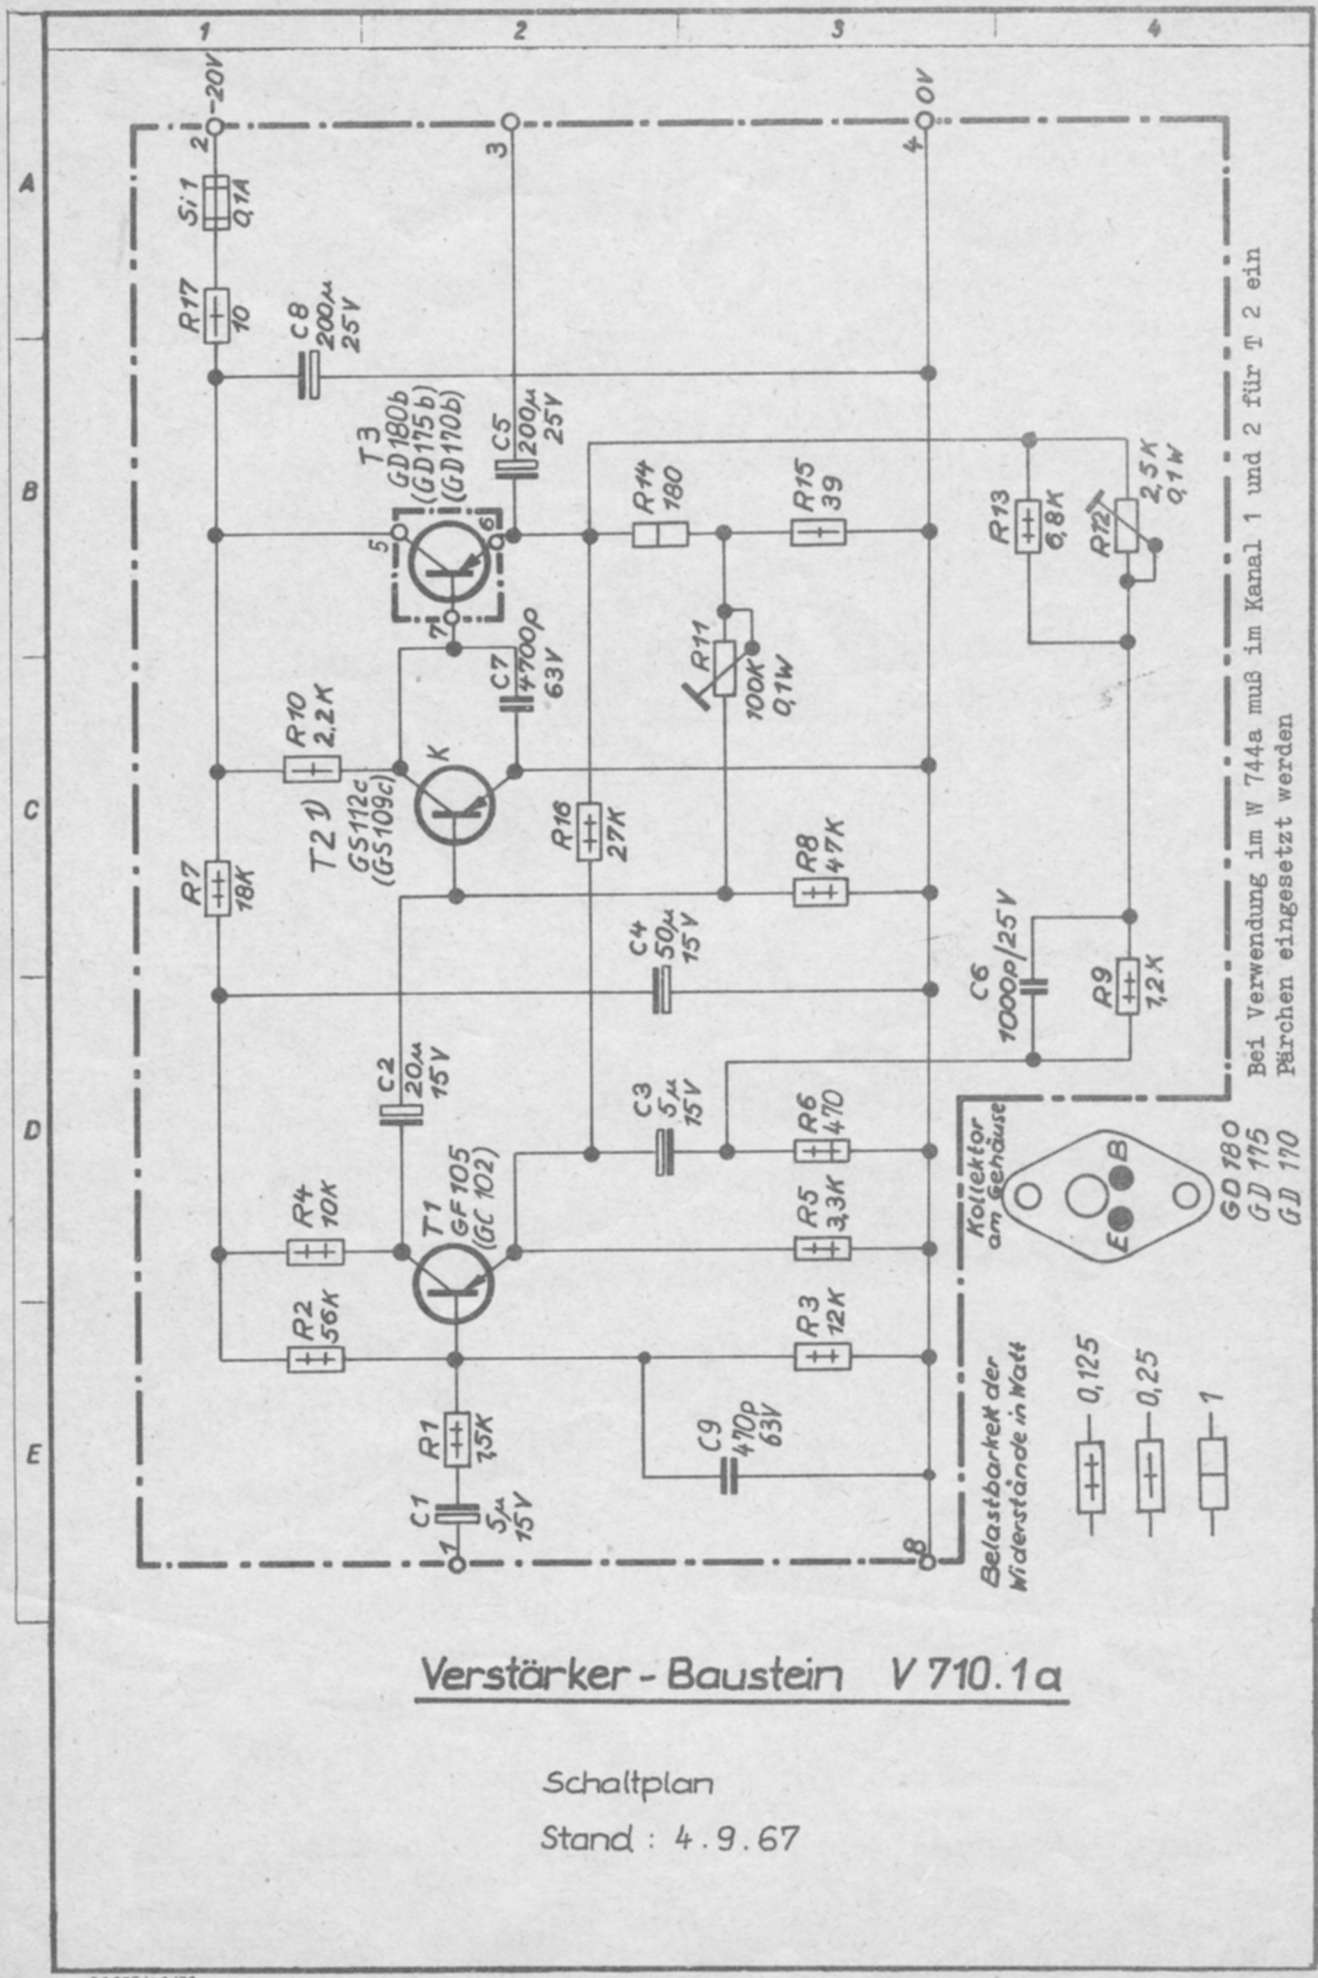 1 2 3 4
A
B
C
D
E
2
-20V
3
4
0V
Si1
0,1A
R17
10
C8
200µ
25V
T3
GD180b
(GD175b)
(GD170b)
5
6
7
C5
200µ
25V
R14
180
R15
39
R13
6,8K
R12
2,5K
0,1W
R10
2,2K
C7
4700p
63V
R11
100K
0,1W
T2 1)
GS112c
(GS109c)
K
R7
18K
R16
27K
R8
47K
C4
50µ
15V
C6
1000p/25V
R9
1,2K
C2
20µ
15V
C3
5µ
15V
R6
470
R4
10K
T1
GF105
(GC102)
R5
3,3K
R2
56K
R3
12K
R1
1,5K
C9
470p
63V
C1
5µ
15V
1
8
Kollektor
am Gehäuse
E B
GD 180
GD 175
GD 170
Belastbarkeit der
Widerstände in Watt
0,125
0,25
1
Bei Verwendung im W 744a muß im Kanal 1 und 2 für T 2 ein
Pärchen eingesetzt werden
Verstärker-Baustein V 710.1a
Schaltplan
Stand : 4.9.67